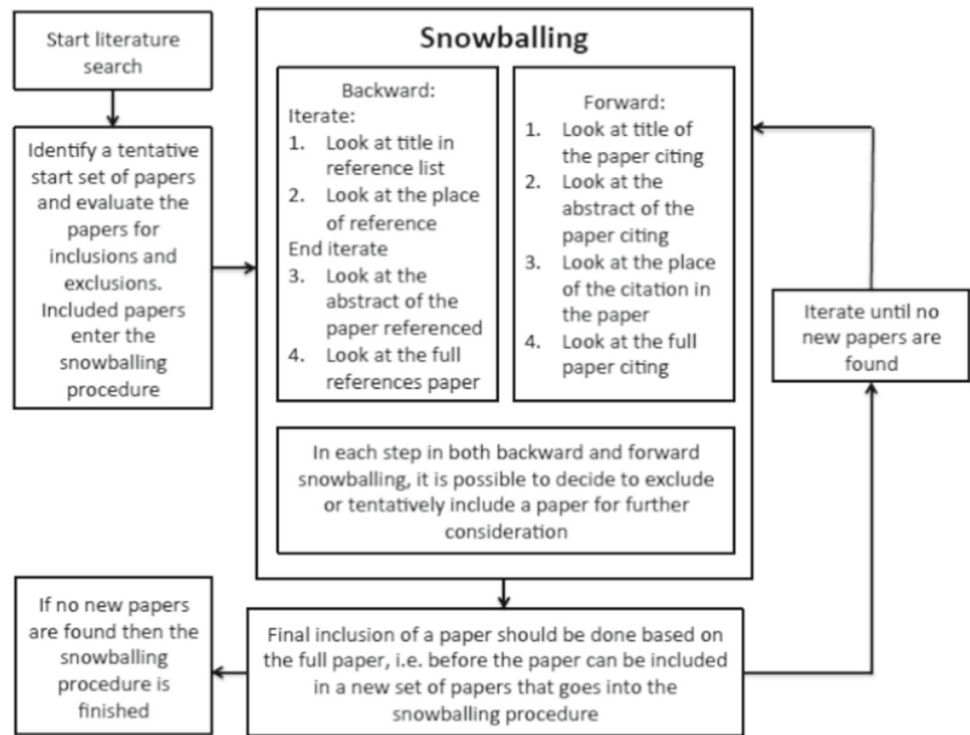 Start literature
search
Identify a tentative
start set of papers
and evaluate the
papers for
inclusions and
exclusions.
Included papers
enter the
snowballing
procedure
Snowballing
Backward:
Iterate:
1. Look at title in
reference list
2. Look at the place
of reference
End iterate
3. Look at the
abstract of the
paper referenced
4. Look at the full
references paper
Forward:
1. Look at title of
the paper citing
2. Look at the
abstract of the
paper citing
3. Look at the place
of the citation in
the paper
4. Look at the full
paper citing
In each step in both backward and forward
snowballing, it is possible to decide to exclude
or tentatively include a paper for further
consideration
Iterate until no
new papers are
found
If no new papers
are found then the
snowballing
procedure is
finished
Final inclusion of a paper should be done based on
the full paper, i.e. before the paper can be included
in a new set of papers that goes into the
snowballing procedure